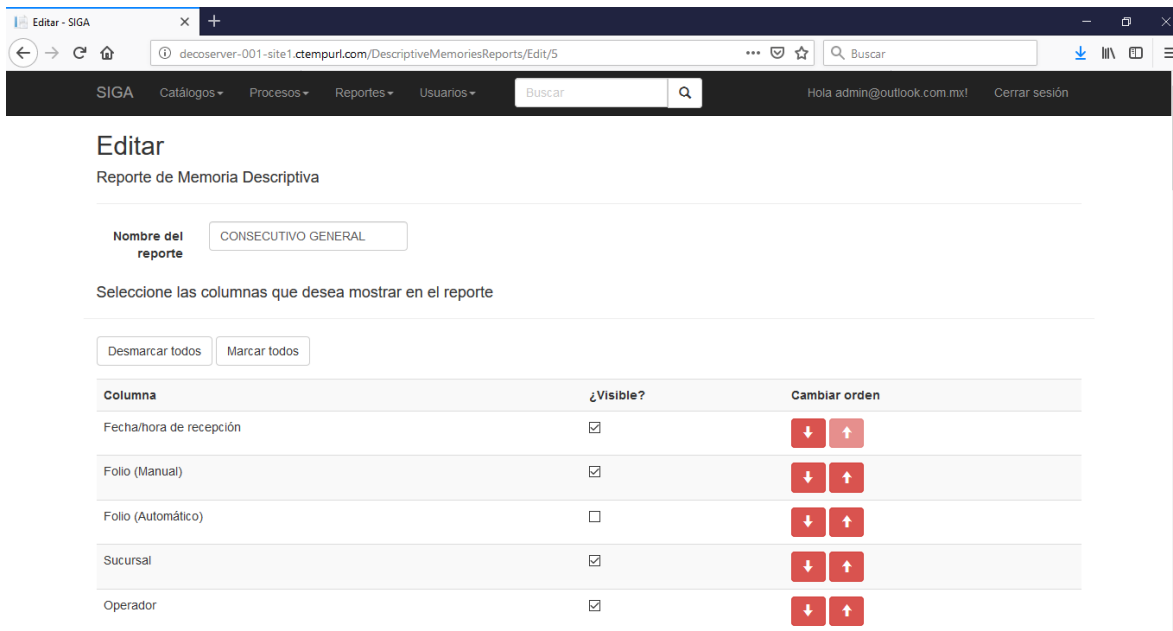 Editar - SIGA
decoserver-001-site1.ctempurl.com/DescriptiveMemoriesReports/Edit/5
Buscar
SIGA Catálogos Procesos Reportes Usuarios Buscar Hola admin@outlook.com.mx! Cerrar sesión
Editar
Reporte de Memoria Descriptiva
Nombre del
reporte
CONSECUTIVO GENERAL
Seleccione las columnas que desea mostrar en el reporte
Desmarcar todos Marcar todos
Columna ¿Visible? Cambiar orden
Fecha/hora de recepción
Folio (Manual)
Folio (Automático)
Sucursal
Operador